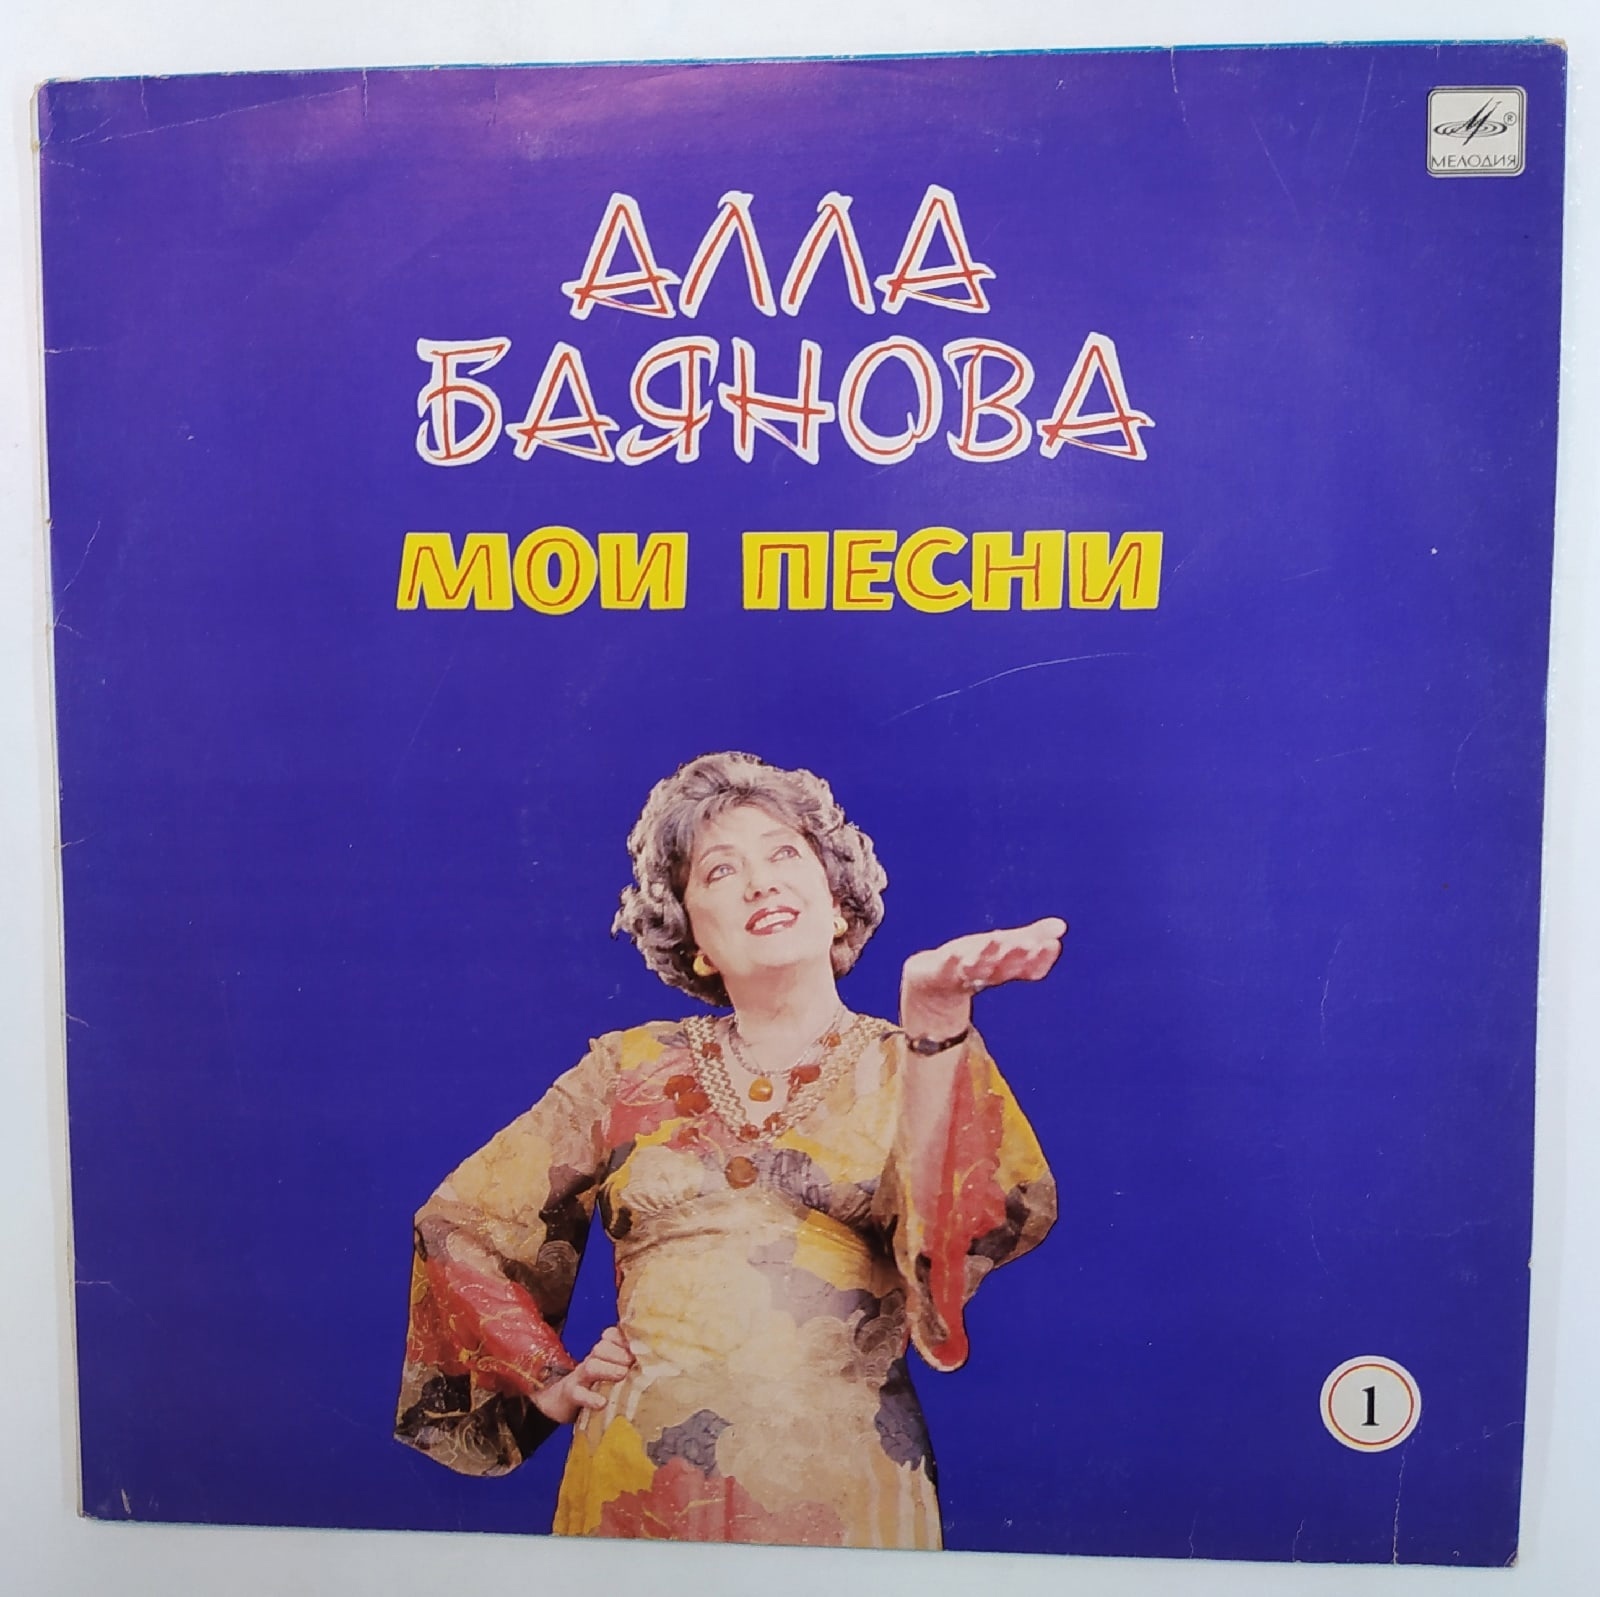 МЕЛОДИЯ ®
АЛЛА
БАЯНОВА
МОИ ПЕСНИ
1